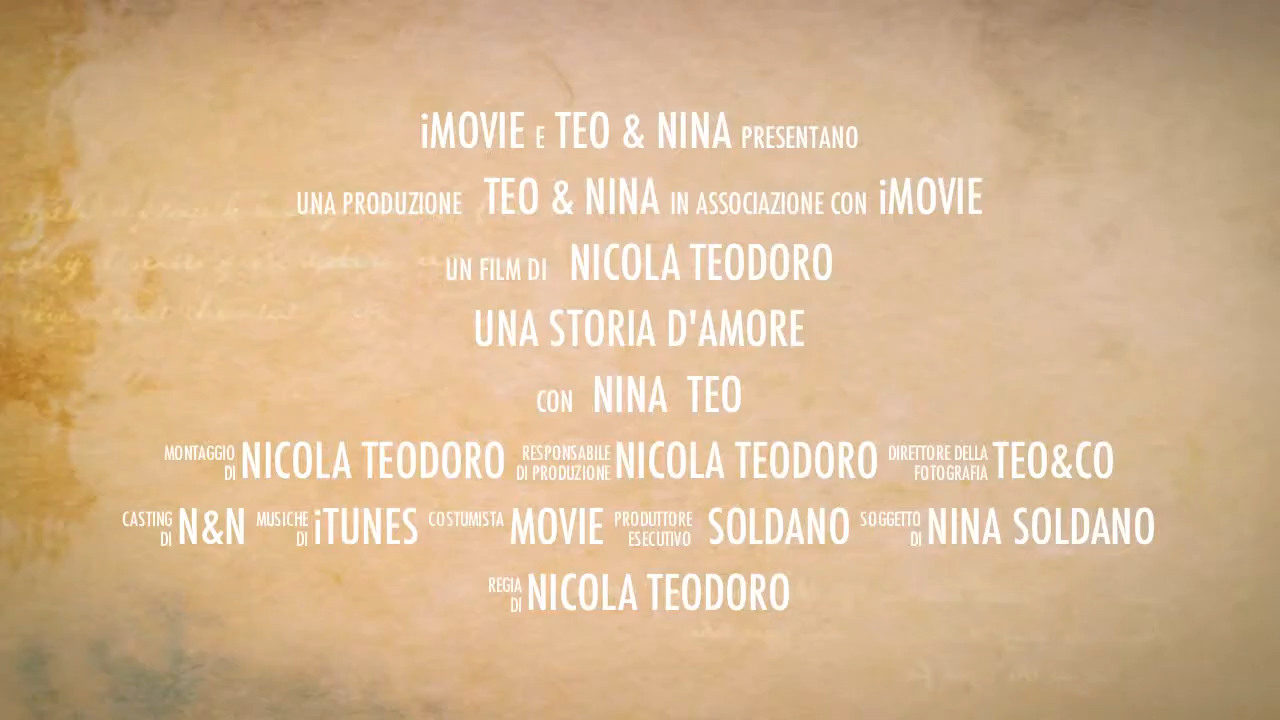 iMOVIE E TEO & NINA PRESENTANO
UNA PRODUZIONE TEO & NINA IN ASSOCIAZIONE CON iMOVIE
UN FILM DI NICOLA TEODORO
UNA STORIA D'AMORE
CON NINA TEO
MONTAGGIO DI NICOLA TEODORO RESPONSABILE DI PRODUZIONE NICOLA TEODORO DIRETTORE DELLA FOTOGRAFIA TEO&CO
CASTING DI N&N MUSICHE DI iTUNES COSTUMISTA MOVIE PRODUTTORE ESECUTIVO SOLDANO SOGGETTO DI NINA SOLDANO
REGIA DI NICOLA TEODORO